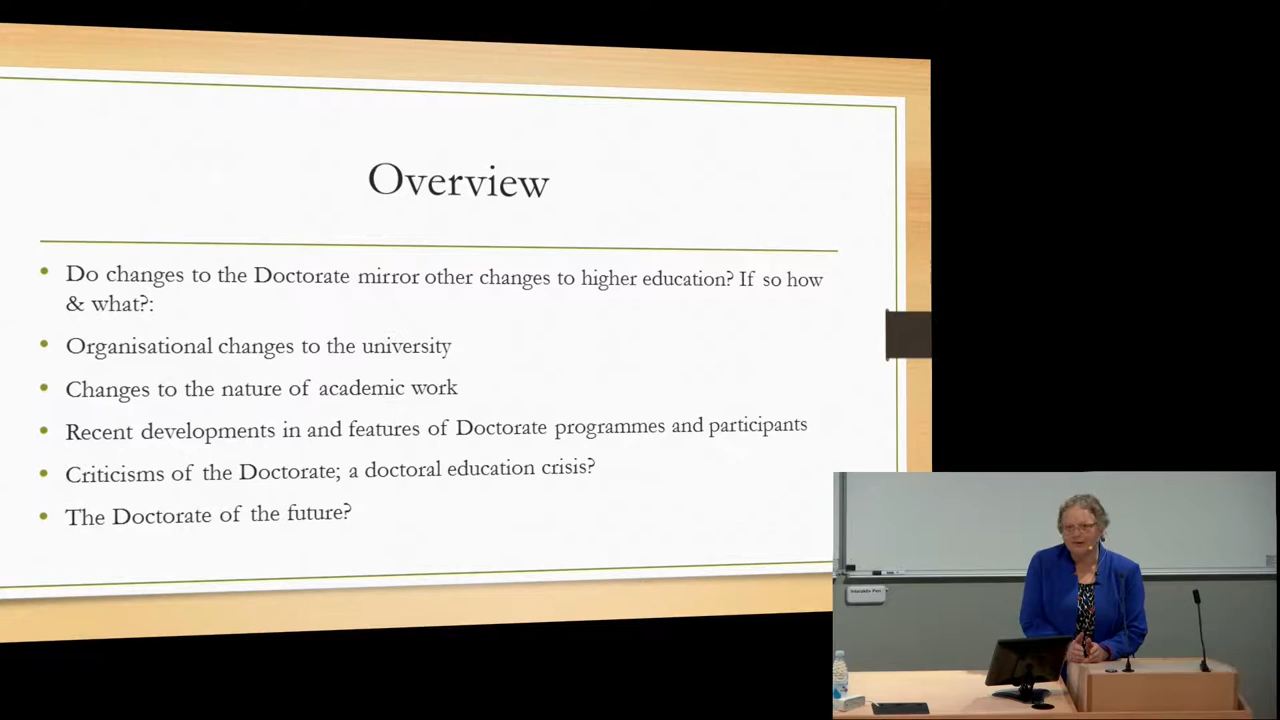 Overview
• Do changes to the Doctorate mirror other changes to higher education? If so how
& what?:
• Organisational changes to the university
• Changes to the nature of academic work
• Recent developments in and features of Doctorate programmes and participants
• Criticisms of the Doctorate; a doctoral education crisis?
• The Doctorate of the future?
Interaktiv Pen